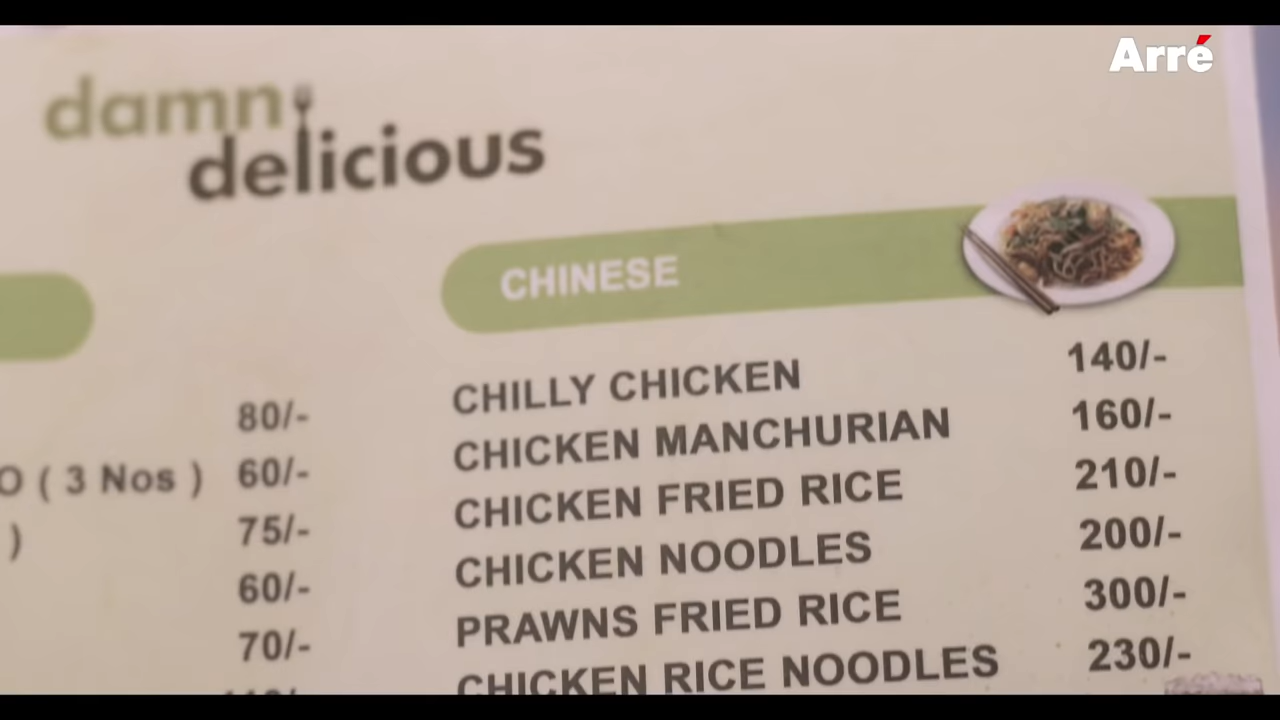 Arré
damn
delicious
CHINESE
80/-
O ( 3 Nos ) 60/-
) 75/-
60/-
70/-
CHILLY CHICKEN 140/-
CHICKEN MANCHURIAN 160/-
CHICKEN FRIED RICE 210/-
CHICKEN NOODLES 200/-
PRAWNS FRIED RICE 300/-
CHICKEN RICE NOODLES 230/-